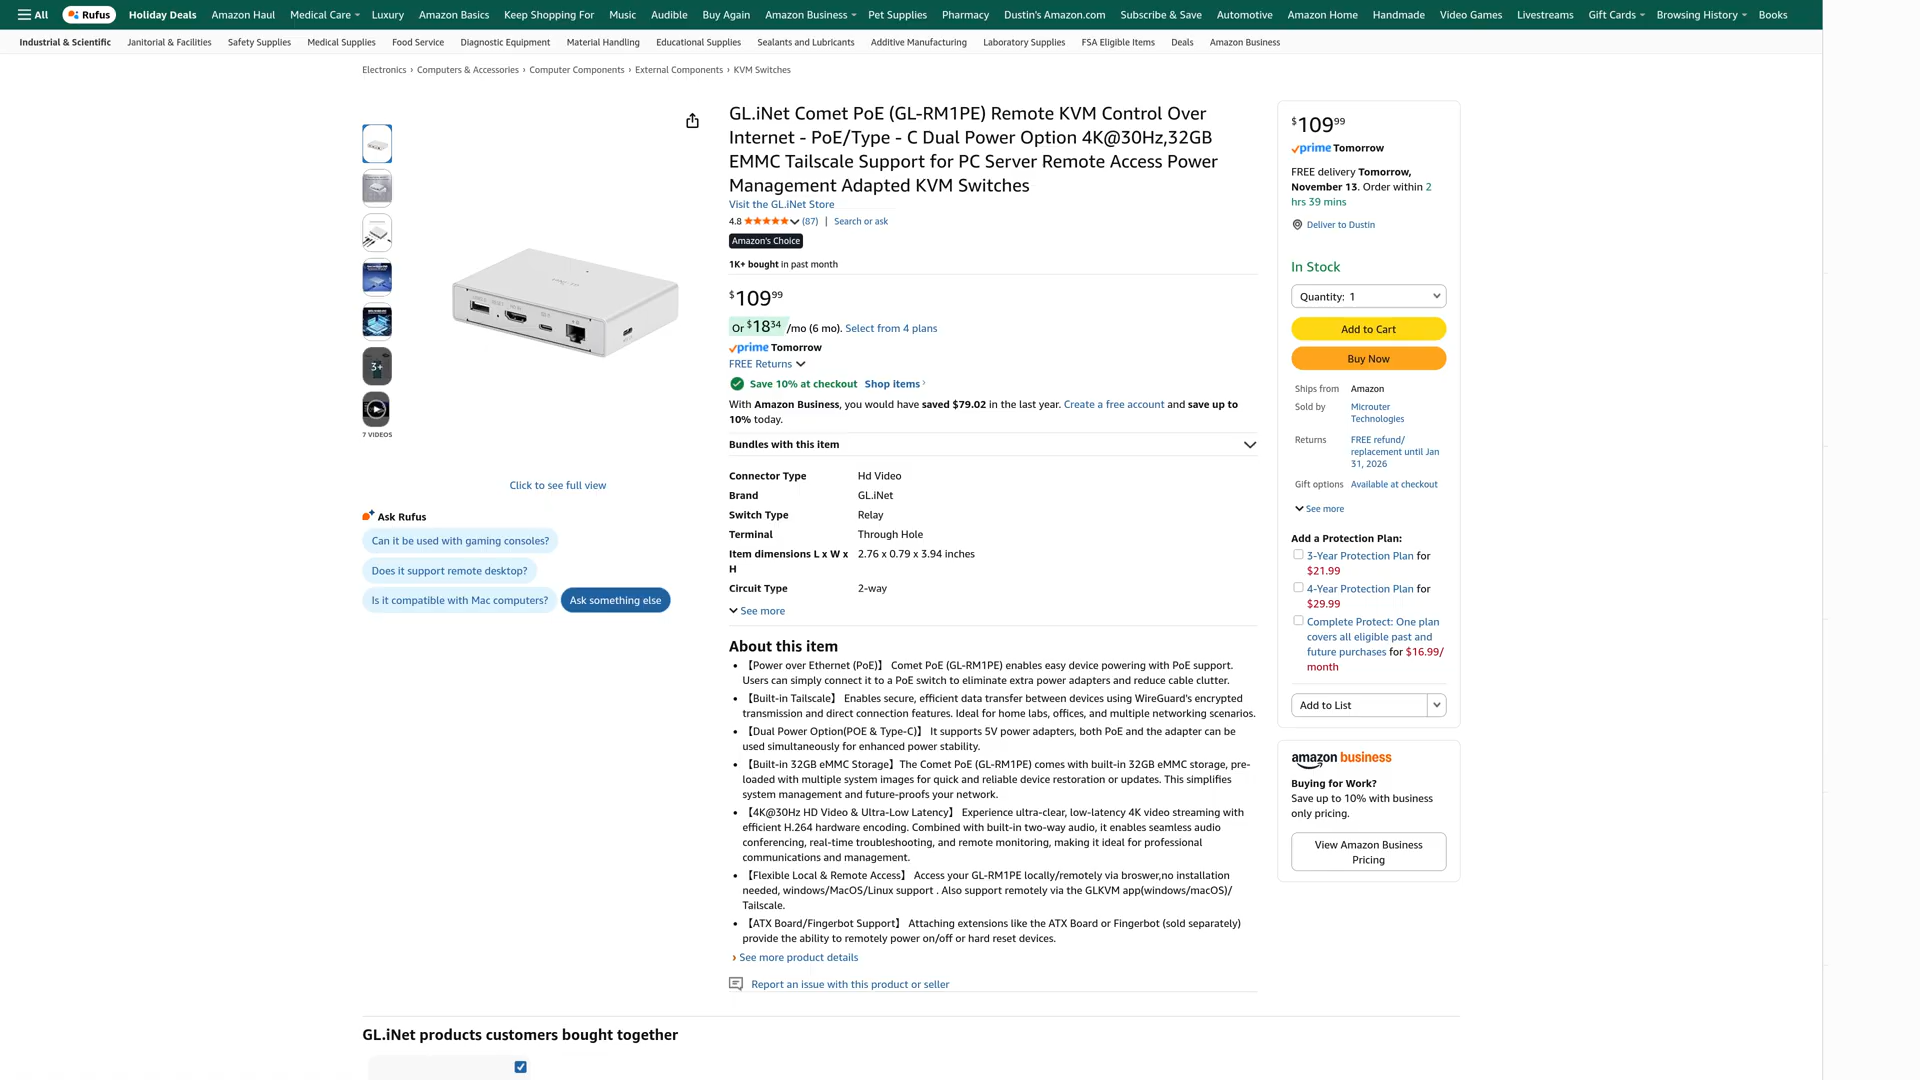 All
Rufus
Holiday Deals
Amazon Haul
Medical Care
Luxury
Amazon Basics
Keep Shopping For
Music
Audible
Buy Again
Amazon Business
Pet Supplies
Pharmacy
Dustin's Amazon.com
Subscribe & Save
Automotive
Amazon Home
Handmade
Video Games
Livestreams
Gift Cards
Browsing History
Books
Industrial & Scientific
Janitorial & Facilities
Safety Supplies
Medical Supplies
Food Service
Diagnostic Equipment
Material Handling
Educational Supplies
Sealants and Lubricants
Additive Manufacturing
Laboratory Supplies
FSA Eligible Items
Deals
Amazon Business
Electronics › Computers & Accessories › Computer Components › External Components › KVM Switches
3+
7 VIDEOS
Click to see full view
Ask Rufus
Can it be used with gaming consoles?
Does it support remote desktop?
Is it compatible with Mac computers?
Ask something else
GL.iNet Comet PoE (GL-RM1PE) Remote KVM Control Over
Internet - PoE/Type - C Dual Power Option 4K@30Hz,32GB
EMMC Tailscale Support for PC Server Remote Access Power
Management Adapted KVM Switches
Visit the GL.iNet Store
4.8 (87) | Search or ask
Amazon's Choice
1K+ bought in past month
$109.99
Or $18.34 /mo (6 mo). Select from 4 plans
prime Tomorrow
FREE Returns
Save 10% at checkout Shop items ›
With Amazon Business, you would have saved $79.02 in the last year. Create a free account and save up to
10% today.
Bundles with this item
Connector Type Hd Video
Brand GL.iNet
Switch Type Relay
Terminal Through Hole
Item dimensions L x W x 2.76 x 0.79 x 3.94 inches
H
Circuit Type 2-way
See more
About this item
• 【Power over Ethernet (PoE)】 Comet PoE (GL-RM1PE) enables easy device powering with PoE support.
Users can simply connect it to a PoE switch to eliminate extra power adapters and reduce cable clutter.
• 【Built-in Tailscale】 Enables secure, efficient data transfer between devices using WireGuard's encrypted
transmission and direct connection features. Ideal for home labs, offices, and multiple networking scenarios.
• 【Dual Power Option(POE & Type-C)】 It supports 5V power adapters, both PoE and the adapter can be
used simultaneously for enhanced power stability.
• 【Built-in 32GB eMMC Storage】The Comet PoE (GL-RM1PE) comes with built-in 32GB eMMC storage, pre-
loaded with multiple system images for quick and reliable device restoration or updates. This simplifies
system management and future-proofs your network.
• 【4K@30Hz HD Video & Ultra-Low Latency】 Experience ultra-clear, low-latency 4K video streaming with
efficient H.264 hardware encoding. Combined with built-in two-way audio, it enables seamless audio
conferencing, real-time troubleshooting, and remote monitoring, making it ideal for professional
communications and management.
• 【Flexible Local & Remote Access】 Access your GL-RM1PE locally/remotely via broswer,no installation
needed, windows/MacOS/Linux support . Also support remotely via the GLKVM app(windows/macOS)/
Tailscale.
• 【ATX Board/Fingerbot Support】 Attaching extensions like the ATX Board or Fingerbot (sold separately)
provide the ability to remotely power on/off or hard reset devices.
› See more product details
Report an issue with this product or seller
$109.99
prime Tomorrow
FREE delivery Tomorrow,
November 13. Order within 2
hrs 39 mins
Deliver to Dustin
In Stock
Quantity: 1
Add to Cart
Buy Now
Ships from Amazon
Sold by Microuter
Technologies
Returns FREE refund/
replacement until Jan
31, 2026
Gift options Available at checkout
See more
Add a Protection Plan:
3-Year Protection Plan for
$21.99
4-Year Protection Plan for
$29.99
Complete Protect: One plan
covers all eligible past and
future purchases for $16.99/
month
Add to List
amazon business
Buying for Work?
Save up to 10% with business
only pricing.
View Amazon Business
Pricing
GL.iNet products customers bought together